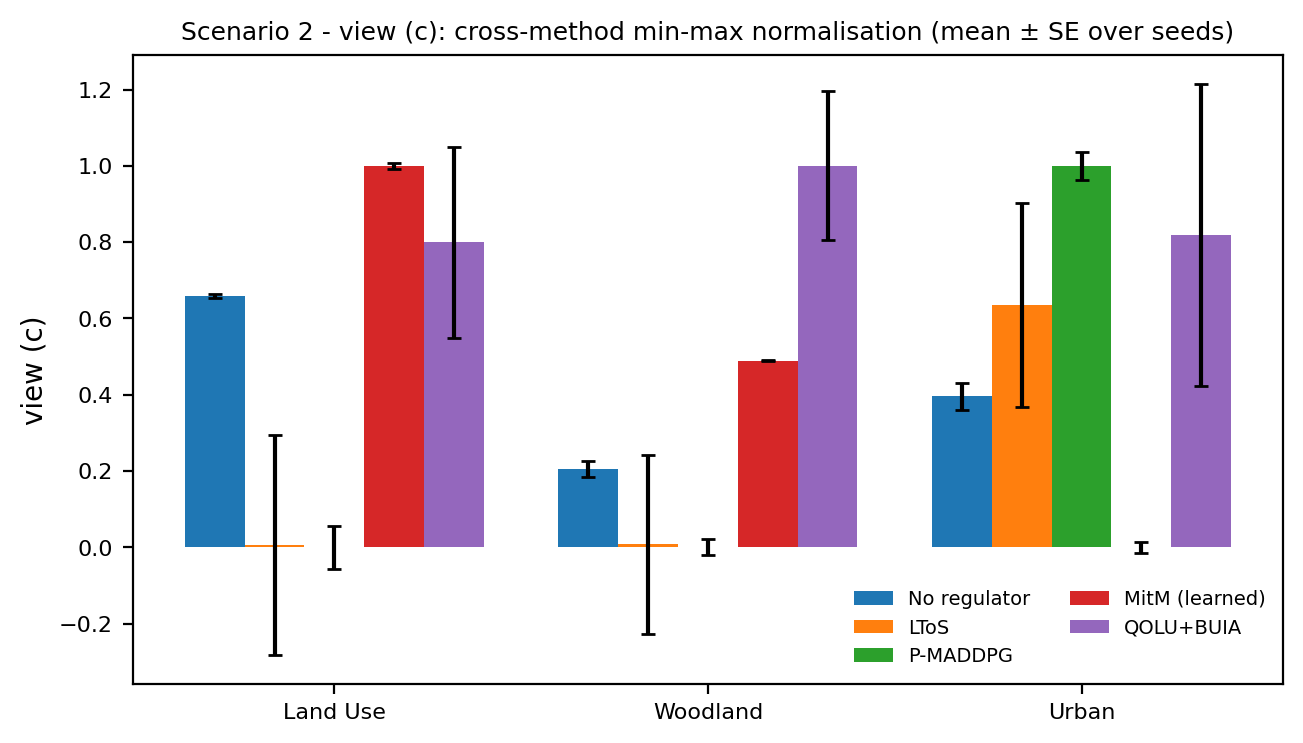 Scenario 2 - view (c): cross-method min-max normalisation (mean ± SE over seeds)
view (c)
1.2
1.0
0.8
0.6
0.4
0.2
0.0
−0.2
Land Use
Woodland
Urban
No regulator
LToS
P-MADDPG
MitM (learned)
QOLU+BUIA